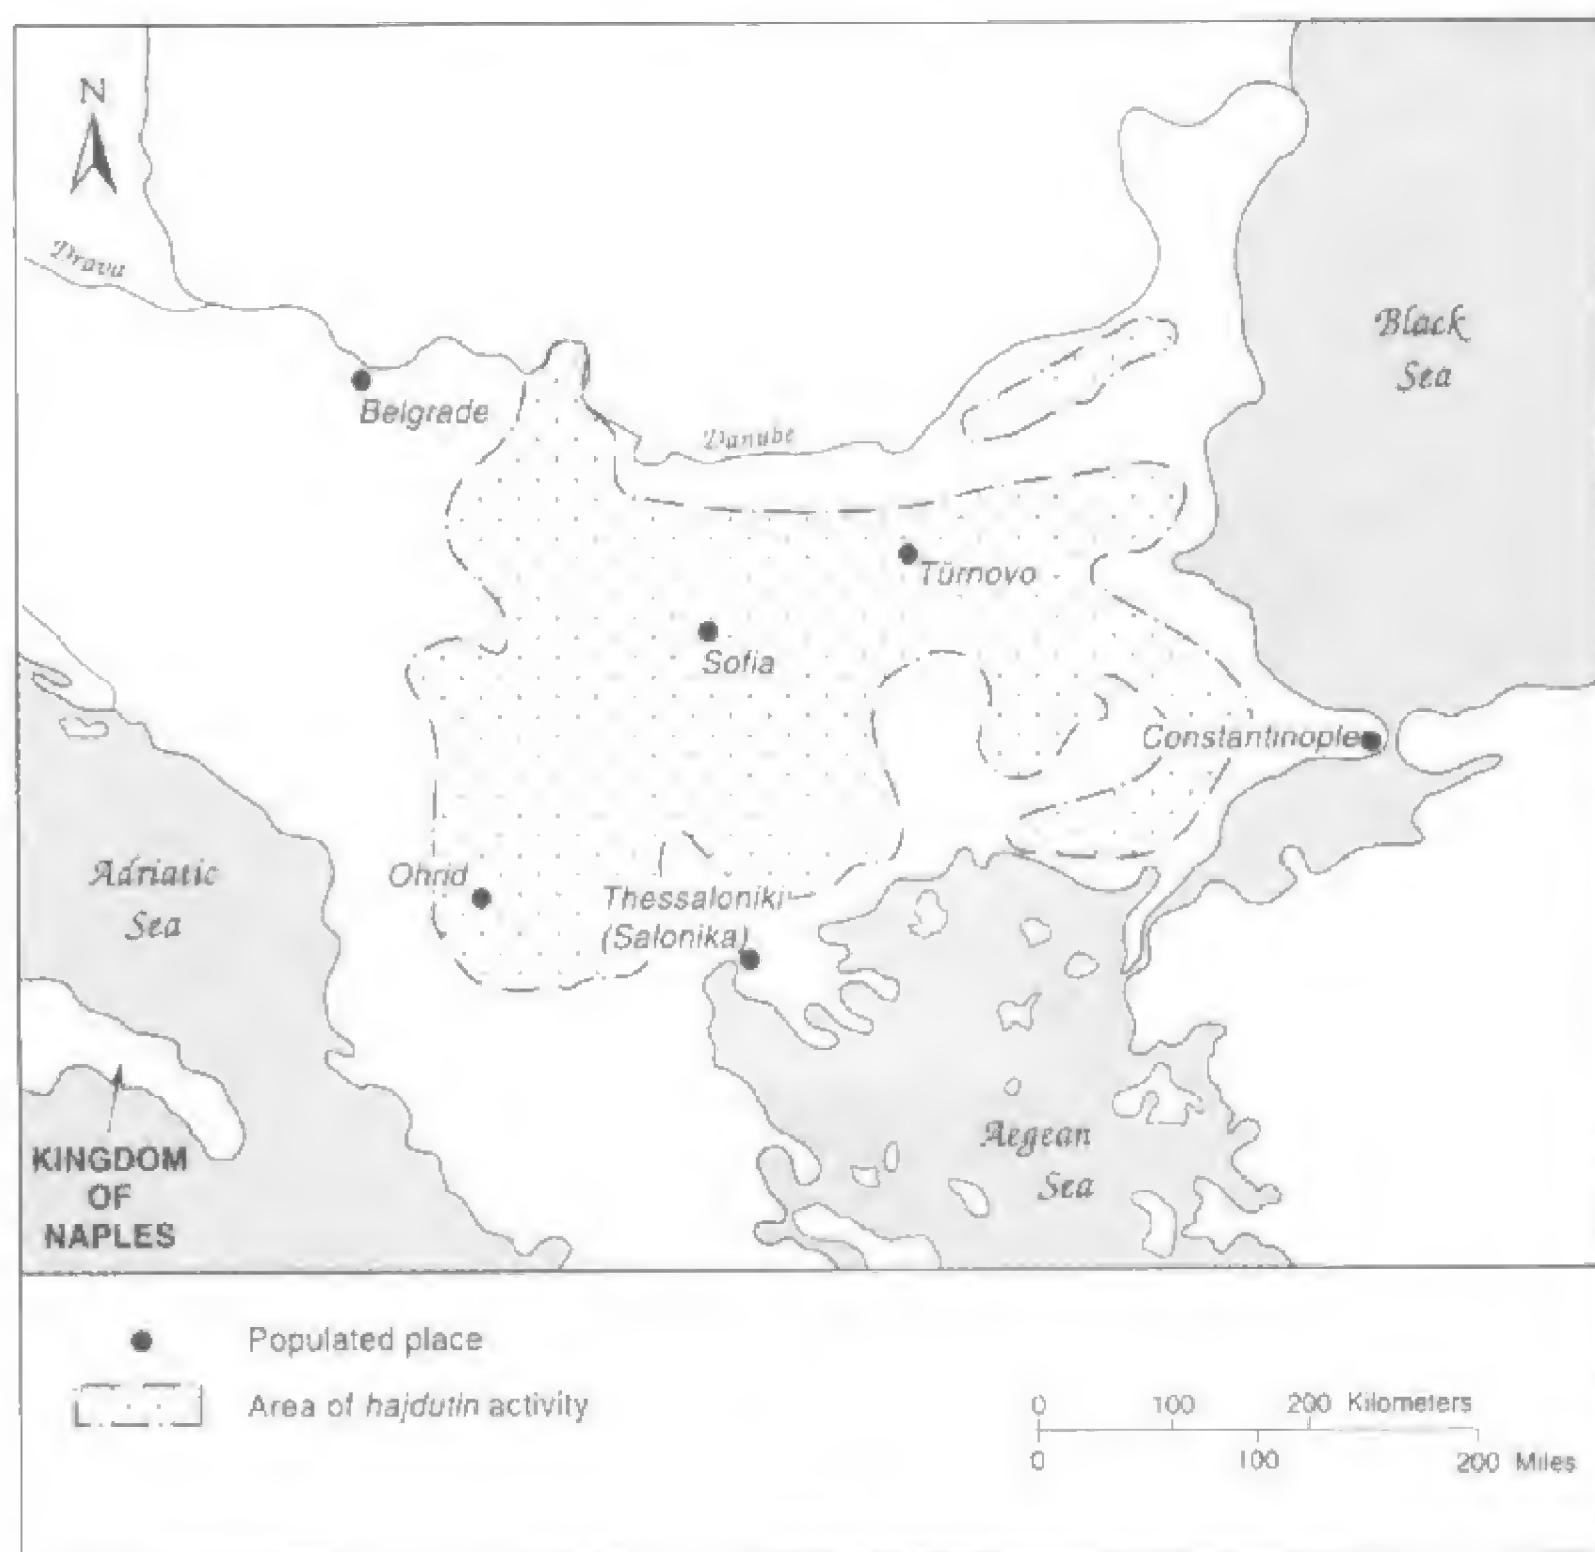 N
Drava
Black
Sea
Belgrade
Danube
Tŭrnovo
Sofia
Constantinople
Adriatic
Sea
Ohrid
Thessaloniki
(Salonika)
Aegean
Sea
KINGDOM
OF
NAPLES
Populated place
Area of hajdutin activity
0 100 200 Kilometers
0 100 200 Miles